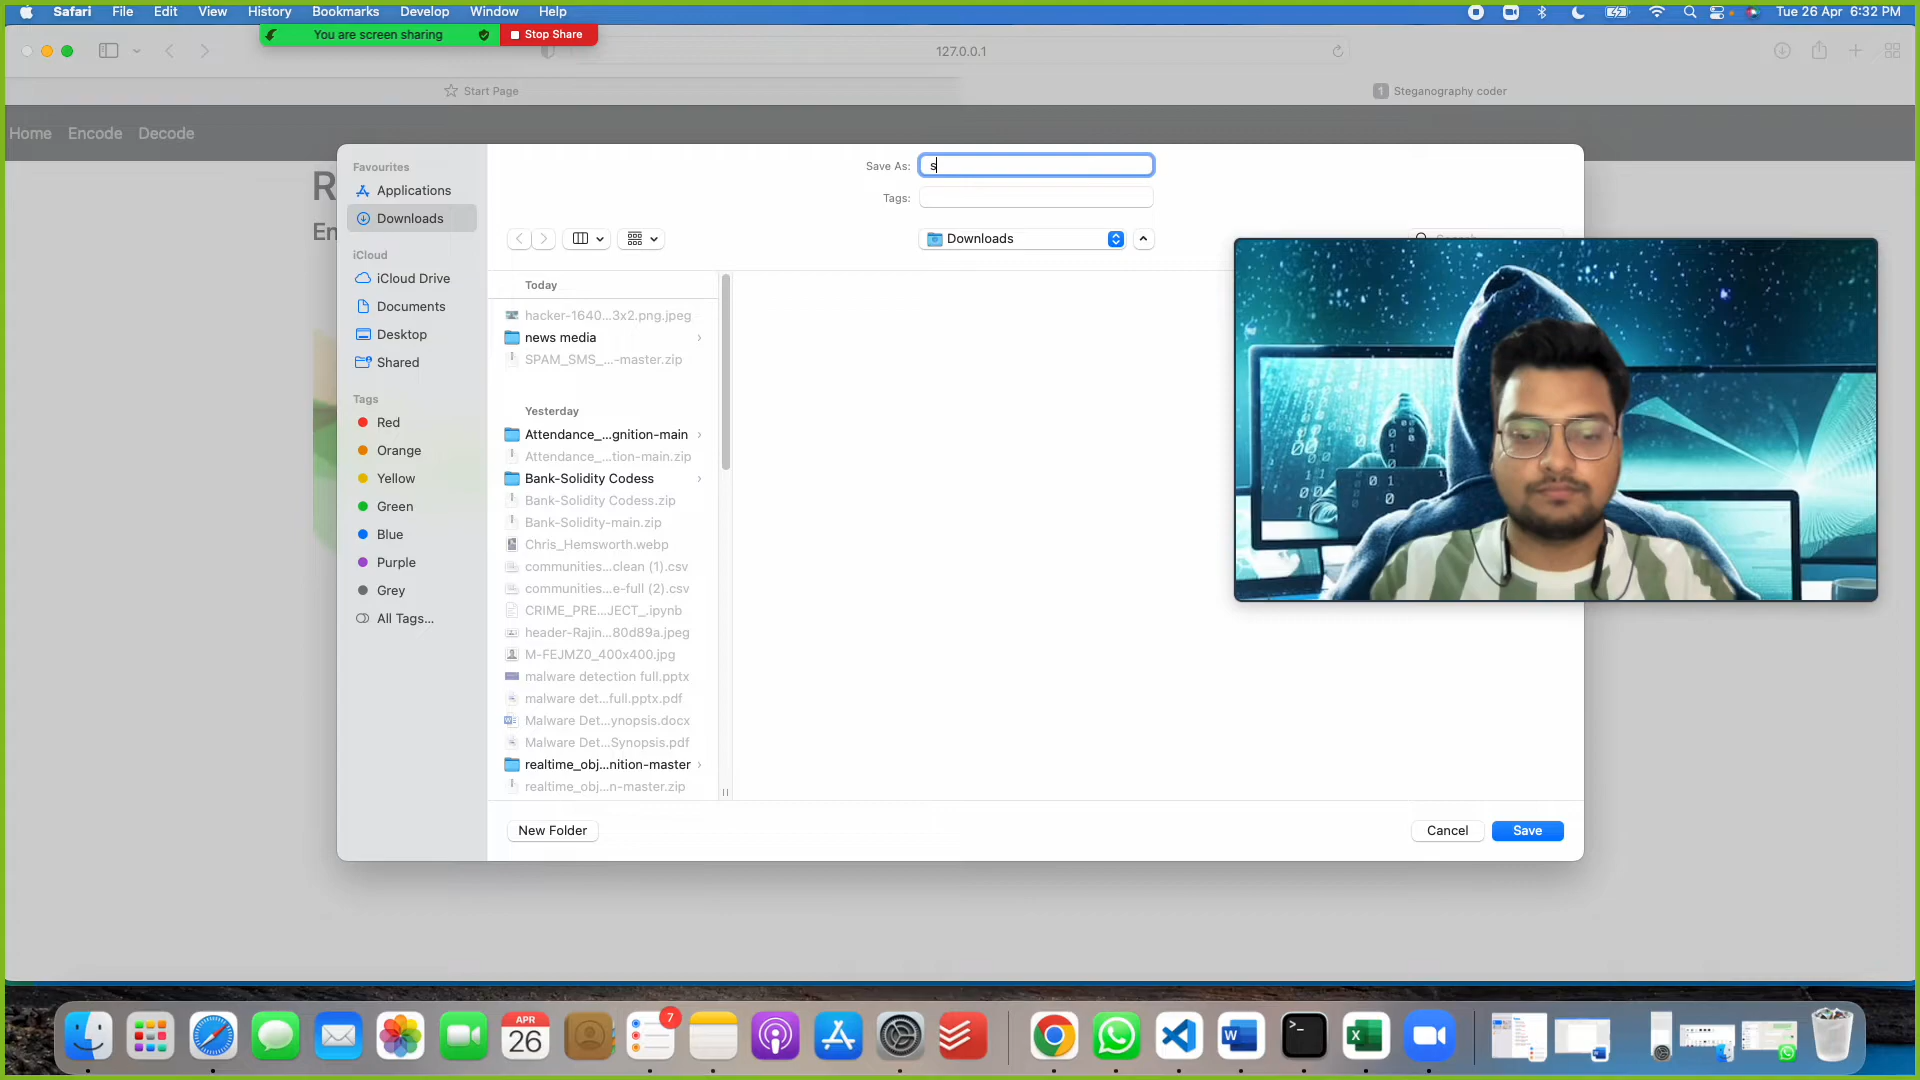 Safari File Edit View History Bookmarks Develop Window Help Tue 26 Apr 6:32 PM
You are screen sharing Stop Share
127.0.0.1
Start Page 1 Steganography coder
Home Encode Decode
Save As: s
Tags:
Downloads
Favourites
Applications
Downloads
iCloud
iCloud Drive
Documents
Desktop
Shared
Tags
Red
Orange
Yellow
Green
Blue
Purple
Grey
All Tags...
Today
hacker-1640...3x2.png.jpeg
news media
SPAM_SMS_...-master.zip
Yesterday
Attendance_...gnition-main
Attendance_...tion-main.zip
Bank-Solidity Codess
Bank-Solidity Codess.zip
Bank-Solidity-main.zip
Chris_Hemsworth.webp
communities...clean (1).csv
communities...e-full (2).csv
CRIME_PRE...JECT_.ipynb
header-Rajin...80d89a.jpeg
M-FEJMZ0_400x400.jpg
malware detection full.pptx
malware det...full.pptx.pdf
Malware Det...ynopsis.docx
Malware Det...Synopsis.pdf
realtime_obj...nition-master
realtime_obj...n-master.zip
New Folder Cancel Save
APR
26
7